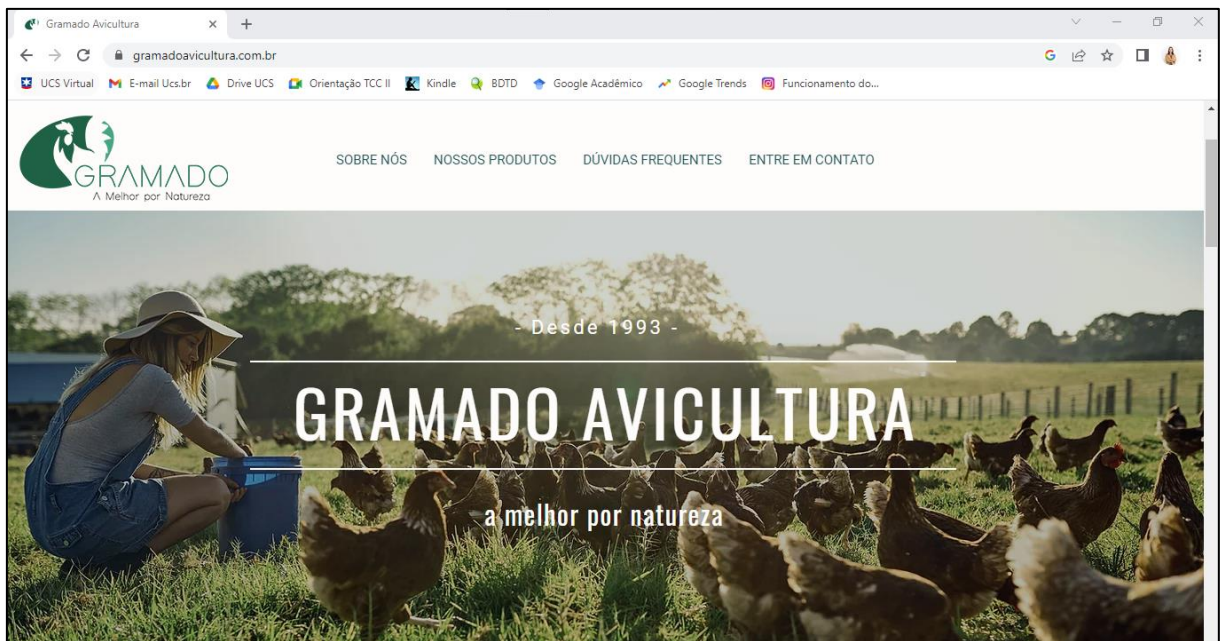 Gramado Avicultura
gramadoavicultura.com.br
UCS Virtual E-mail Ucs.br Drive UCS Orientação TCC II Kindle BDTD Google Acadêmico Google Trends Funcionamento do...
GRAMADO
A Melhor por Natureza
SOBRE NÓS NOSSOS PRODUTOS DÚVIDAS FREQUENTES ENTRE EM CONTATO
- Desde 1993 -
GRAMADO AVICULTURA
a melhor por natureza